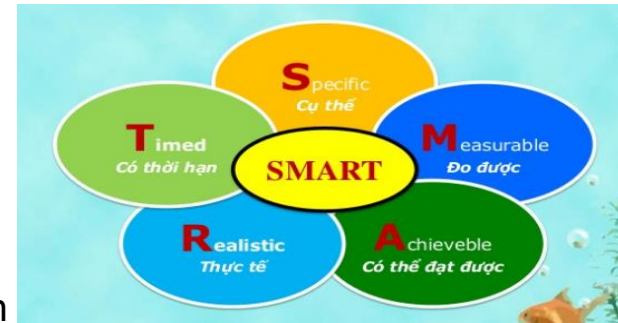 Specific
Cụ thể
Measurable
Đo được
Achieveble
Có thể đạt được
Realistic
Thực tế
Timed
Có thời hạn
SMART
n